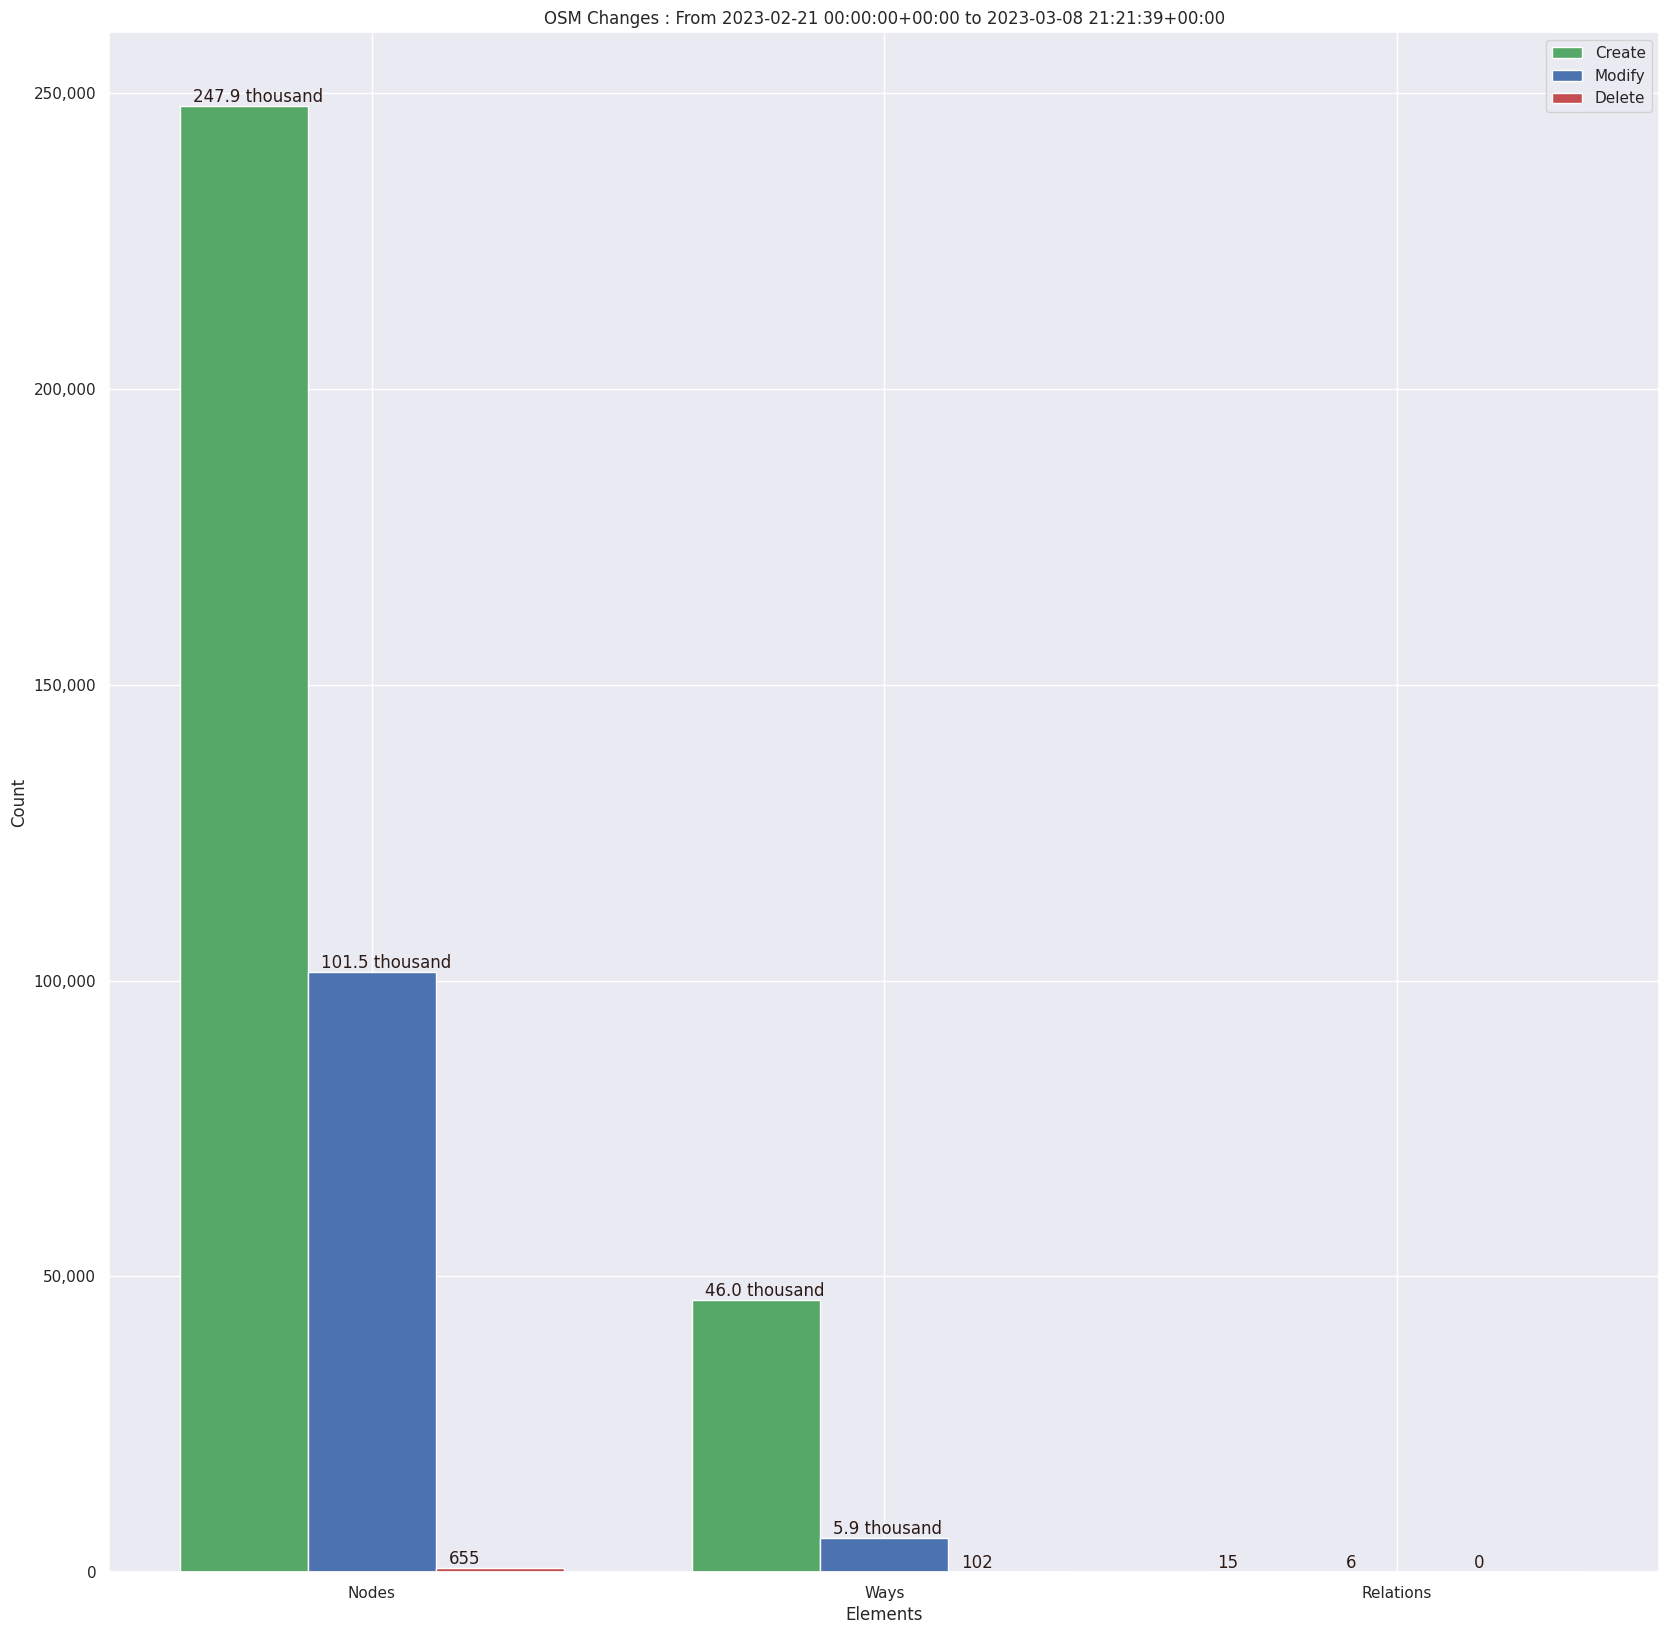 OSM Changes : From 2023-02-21 00:00:00+00:00 to 2023-03-08 21:21:39+00:00
Create
Modify
Delete
250,000
200,000
150,000
100,000
50,000
0
Count
247.9 thousand
101.5 thousand
655
46.0 thousand
5.9 thousand
102
15
6
0
Nodes
Ways
Relations
Elements